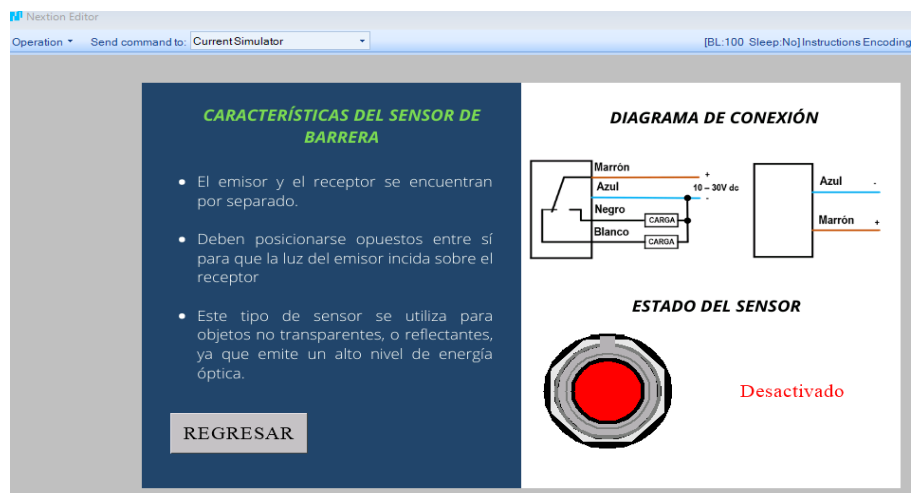 Nextion Editor
Operation Send command to: Current Simulator [BL:100 Sleep:No] Instructions Encoding
CARACTERÍSTICAS DEL SENSOR DE
BARRERA
El emisor y el receptor se encuentran
por separado.
Deben posicionarse opuestos entre sí
para que la luz del emisor incida sobre el
receptor
Este tipo de sensor se utiliza para
objetos no transparentes, o reflectantes,
ya que emite un alto nivel de energía
óptica.
REGRESAR
DIAGRAMA DE CONEXIÓN
Marrón +
Azul 10 – 30V dc
-
Negro CARGA
Blanco CARGA
Azul -
Marrón +
ESTADO DEL SENSOR
Desactivado